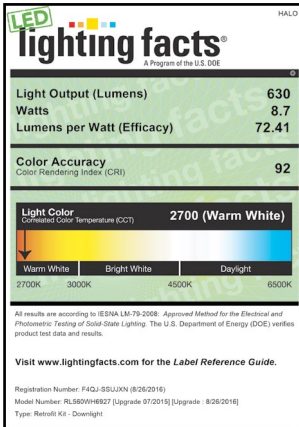 HALO
LED
lighting facts®
A Program of the U.S. DOE
Light Output (Lumens) 630
Watts 8.7
Lumens per Watt (Efficacy) 72.41
Color Accuracy 92
Color Rendering Index (CRI)
Light Color 2700 (Warm White)
Correlated Color Temperature (CCT)
Warm White Bright White Daylight
2700K 3000K 4500K 6500K
All results are according to IESNA LM-79-2008: Approved Method for the Electrical and
Photometric Testing of Solid-State Lighting. The U.S. Department of Energy (DOE) verifies
product test data and results.
Visit www.lightingfacts.com for the Label Reference Guide.
Registration Number: F4QJ-SSUJXN (8/26/2016)
Model Number: RL560WH6927 [Upgrade 07/2015] [Upgrade : 8/26/2016]
Type: Retrofit Kit - Downlight